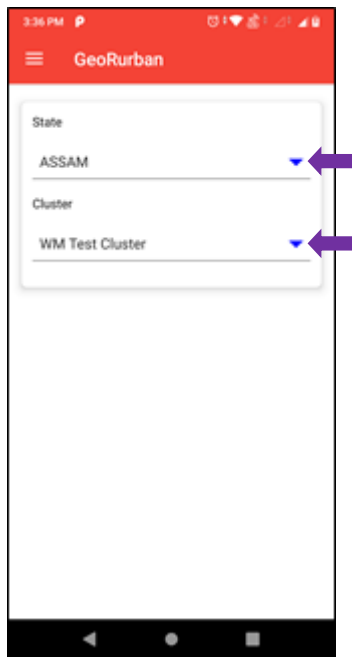 3:36 PM P
GeoRurban
State
ASSAM
Cluster
WM Test Cluster